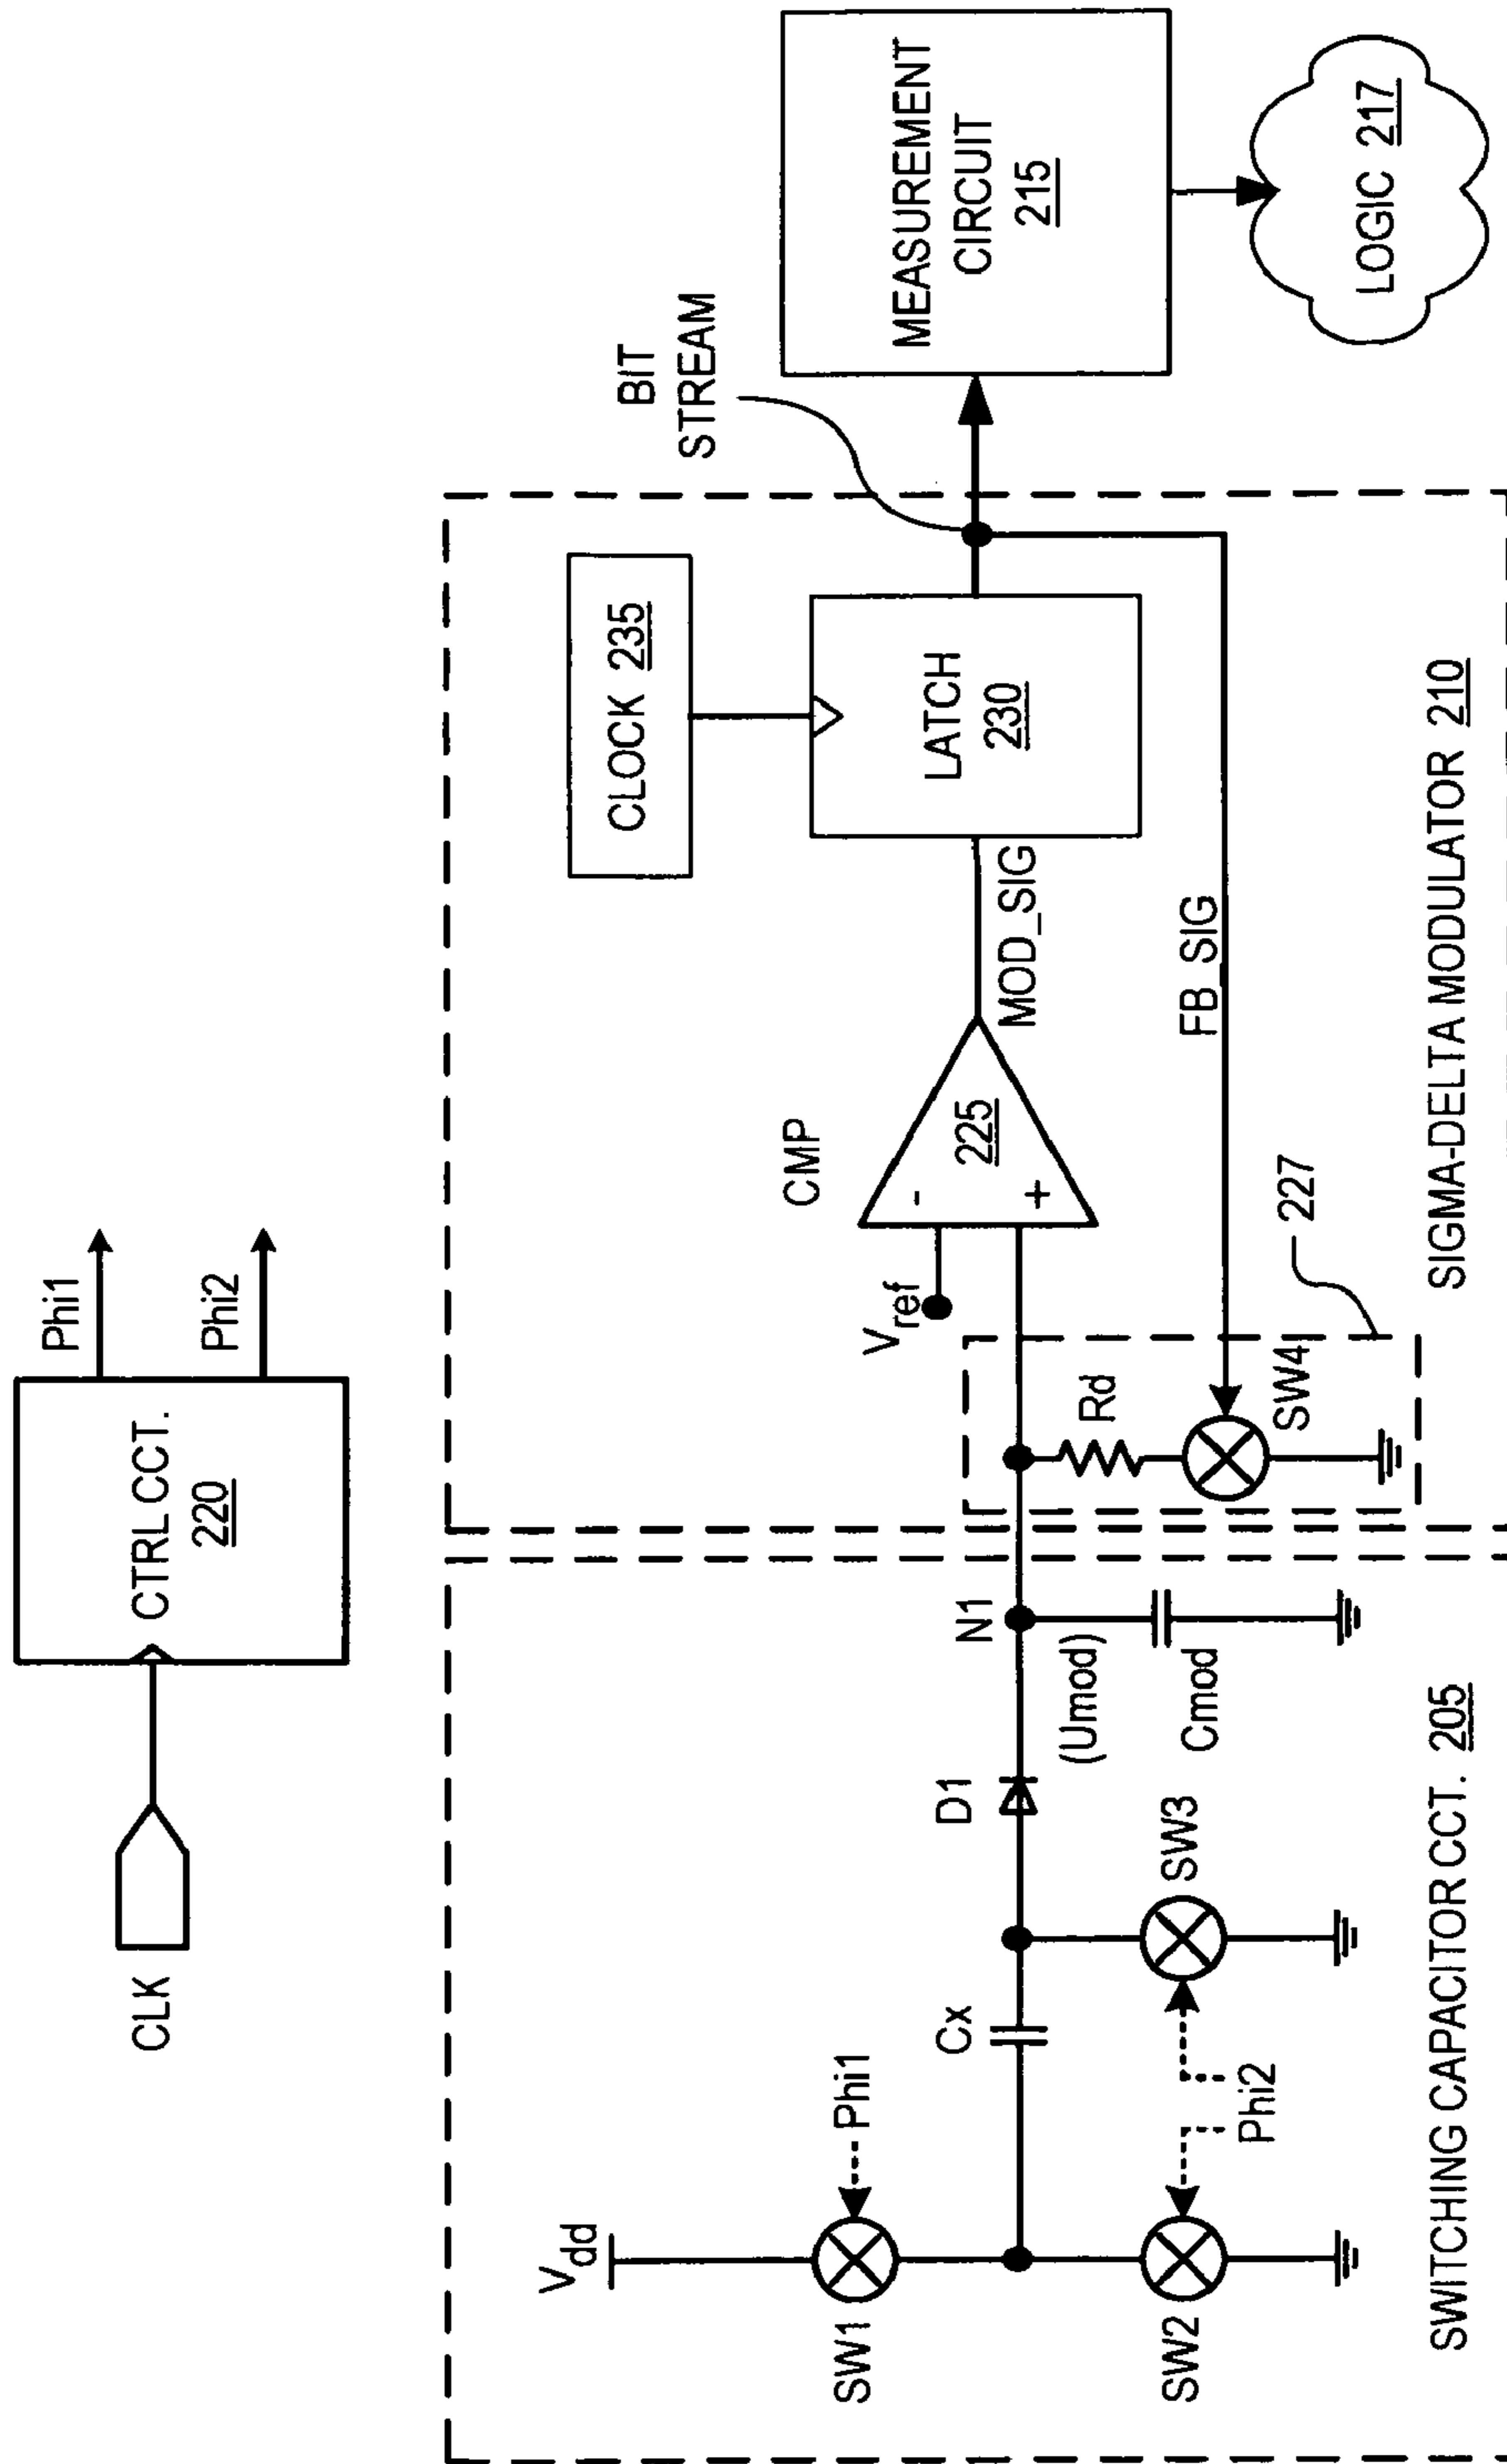 CLK
CTRL CCT.
220
Phi1
Phi2
Vdd
SW1
Phi1
SW2
Phi2
SW3
Cx
D1
N1
(Umod)
Cmod
SWITCHING CAPACITOR CCT. 205
Vref
CMP
-
+
225
Rd
SW4
227
MOD_SIG
FB_SIG
CLOCK 235
LATCH
230
SIGMA-DELTA MODULATOR 210
BIT
STREAM
MEASUREMENT
CIRCUIT
215
LOGIC 217